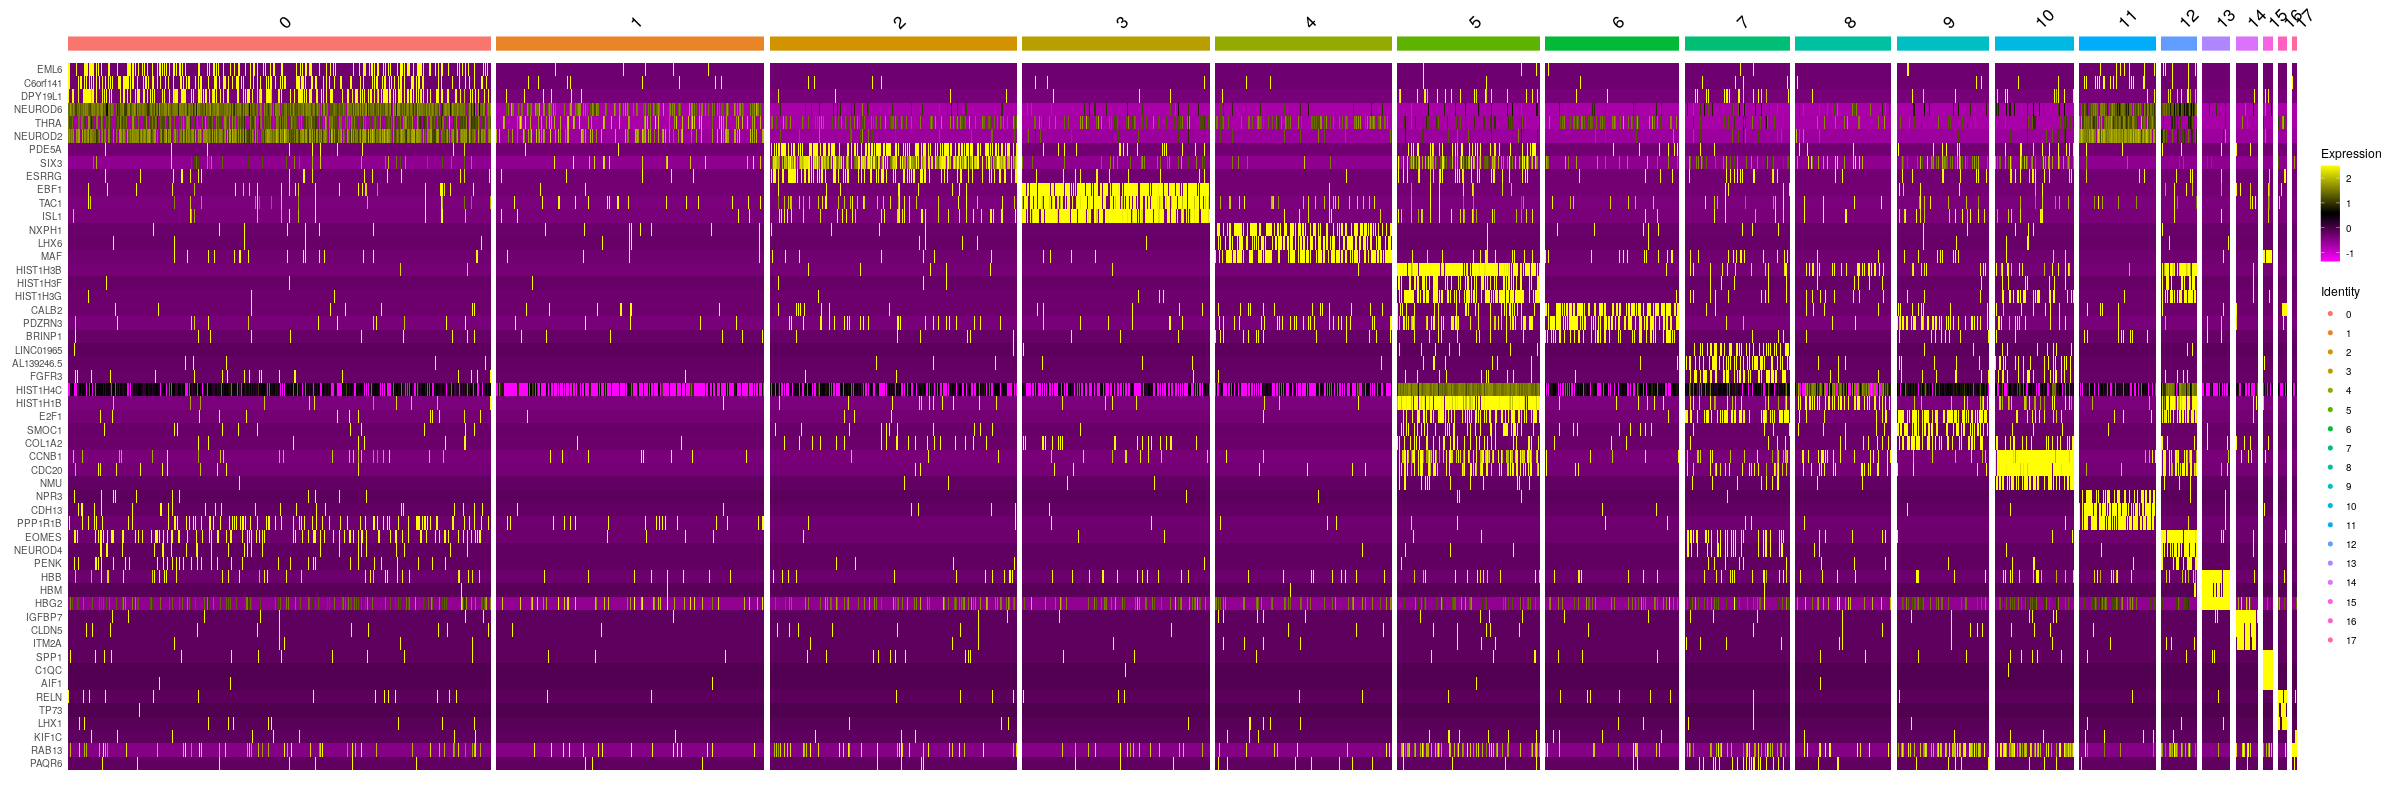 0 1 2 3 4 5 6 7 8 9 10 11 12 13 14 15 16 17
EML6
C6orf141
DPY19L1
NEUROD6
THRA
NEUROD2
PDE5A
SIX3
ESRRG
EBF1
TAC1
ISL1
NXPH1
LHX6
MAF
HIST1H3B
HIST1H3F
HIST1H3G
CALB2
PDZRN3
BRINP1
LINC01965
AL139246.5
FGFR3
HIST1H4C
HIST1H1B
E2F1
SMOC1
COL1A2
CCNB1
CDC20
NMU
NPR3
CDH13
PPP1R1B
EOMES
NEUROD4
PENK
HBB
HBM
HBG2
IGFBP7
CLDN5
ITM2A
SPP1
C1QC
AIF1
RELN
TP73
LHX1
KIF1C
RAB13
PAQR6
Expression
2
1
0
-1
Identity
0
1
2
3
4
5
6
7
8
9
10
11
12
13
14
15
16
17